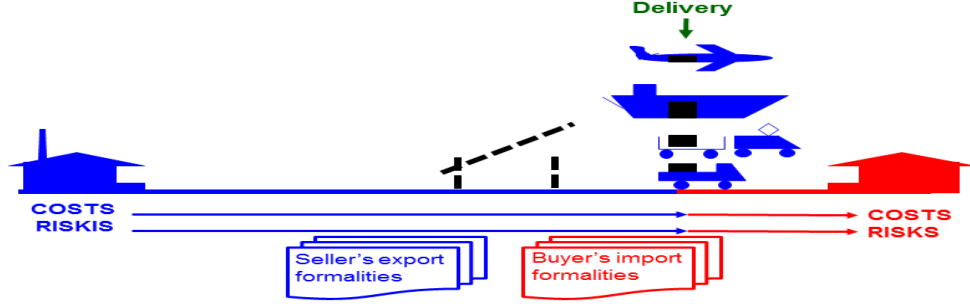 Delivery
COSTS
RISKIS
COSTS
RISKS
Seller's export
formalities
Buyer's import
formalities